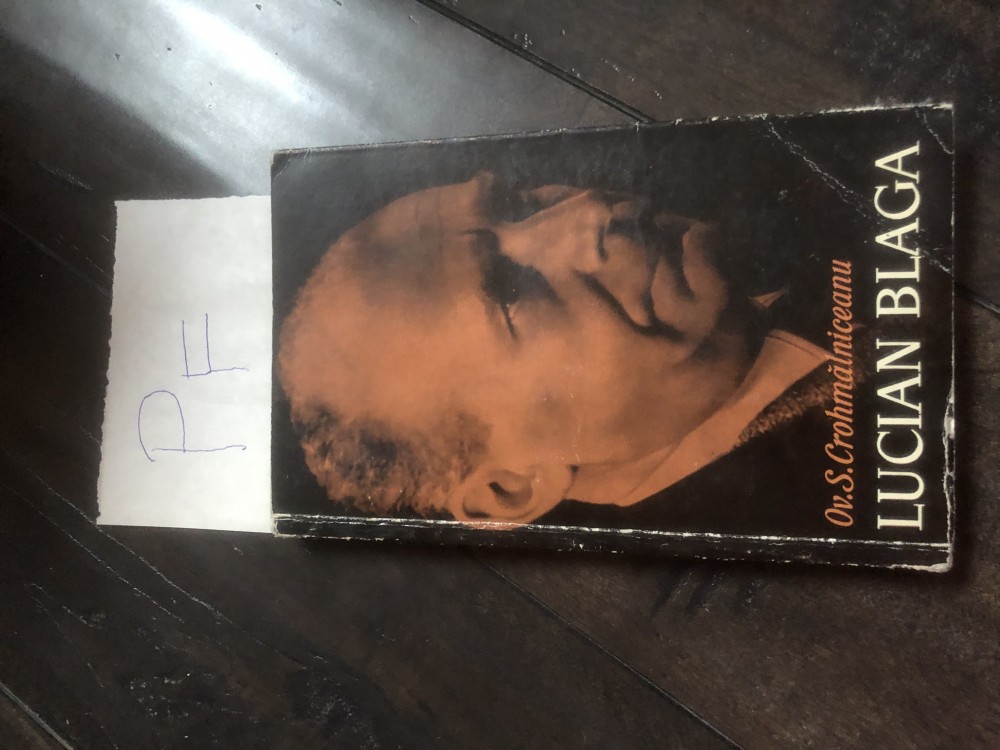 PF
Ov.S.Crohmălniceanu
LUCIAN BLAGA